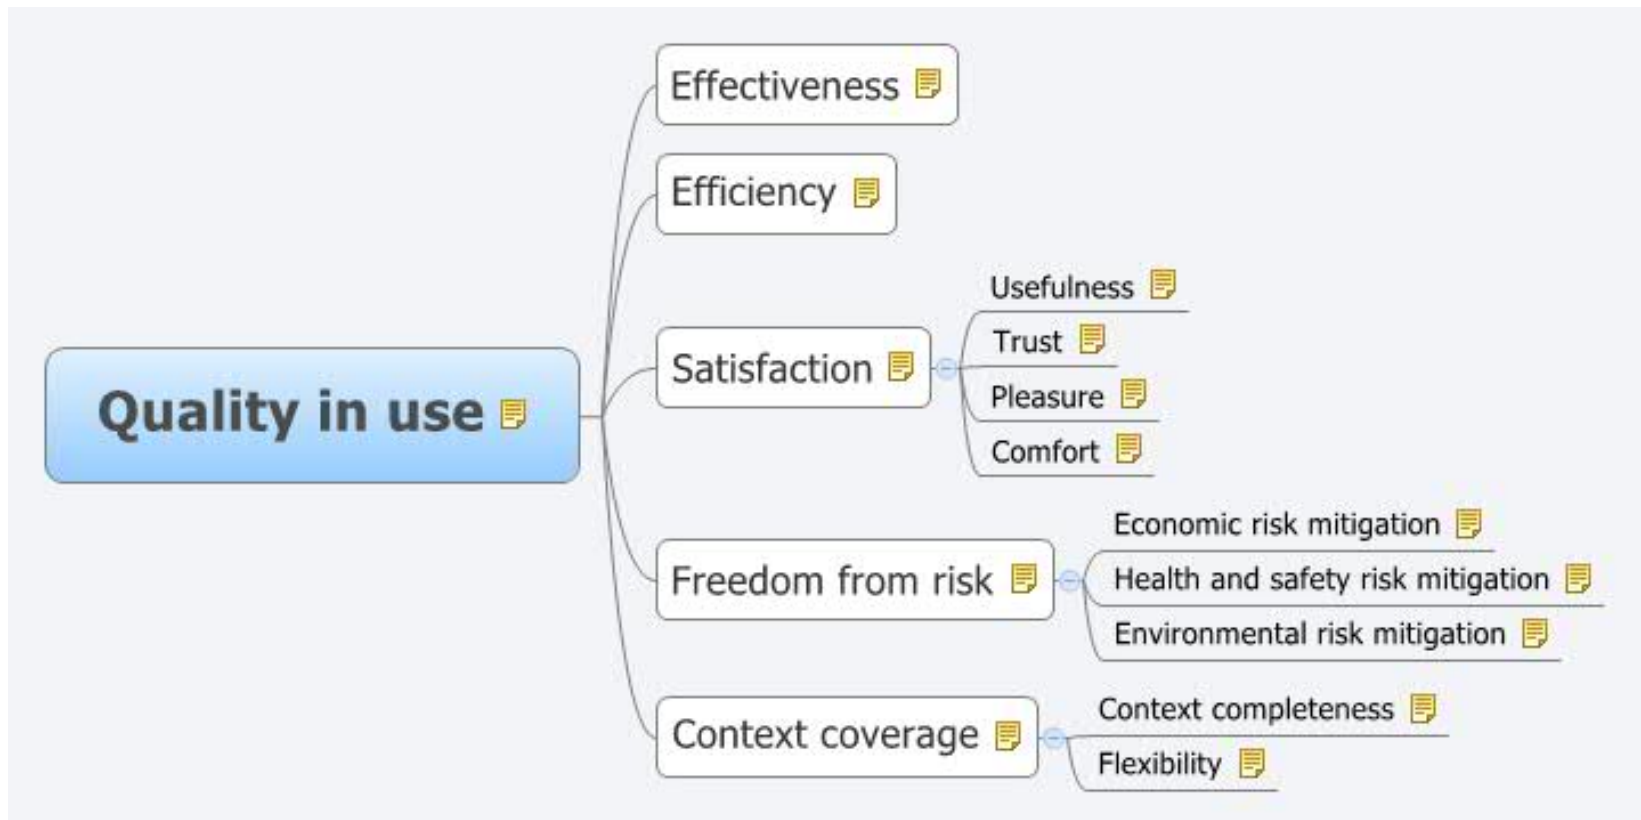 Quality in use
Effectiveness
Efficiency
Satisfaction
Usefulness
Trust
Pleasure
Comfort
Freedom from risk
Economic risk mitigation
Health and safety risk mitigation
Environmental risk mitigation
Context coverage
Context completeness
Flexibility